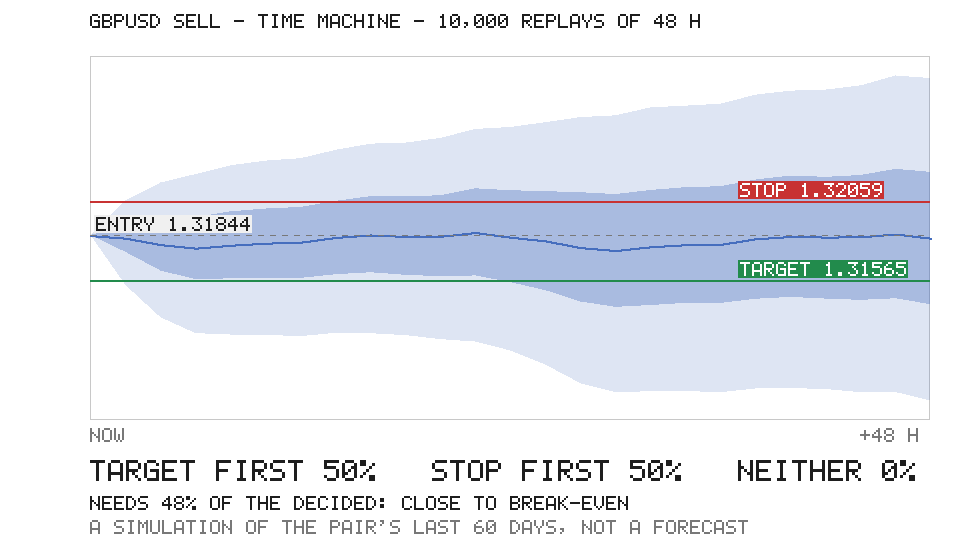 GBPUSD SELL - TIME MACHINE - 10,000 REPLAYS OF 48 H
STOP 1.32059
ENTRY 1.31844
TARGET 1.31565
NOW +48 H
TARGET FIRST 50% STOP FIRST 50% NEITHER 0%
NEEDS 48% OF THE DECIDED: CLOSE TO BREAK-EVEN
A SIMULATION OF THE PAIR'S LAST 60 DAYS, NOT A FORECAST